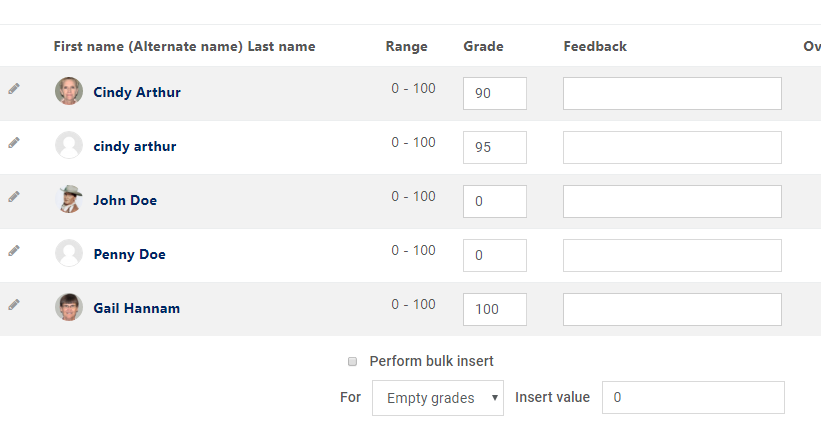 First name (Alternate name) Last name Range Grade Feedback Ov
Cindy Arthur 0 - 100 90
cindy arthur 0 - 100 95
John Doe 0 - 100 0
Penny Doe 0 - 100 0
Gail Hannam 0 - 100 100
Perform bulk insert
For Empty grades Insert value 0